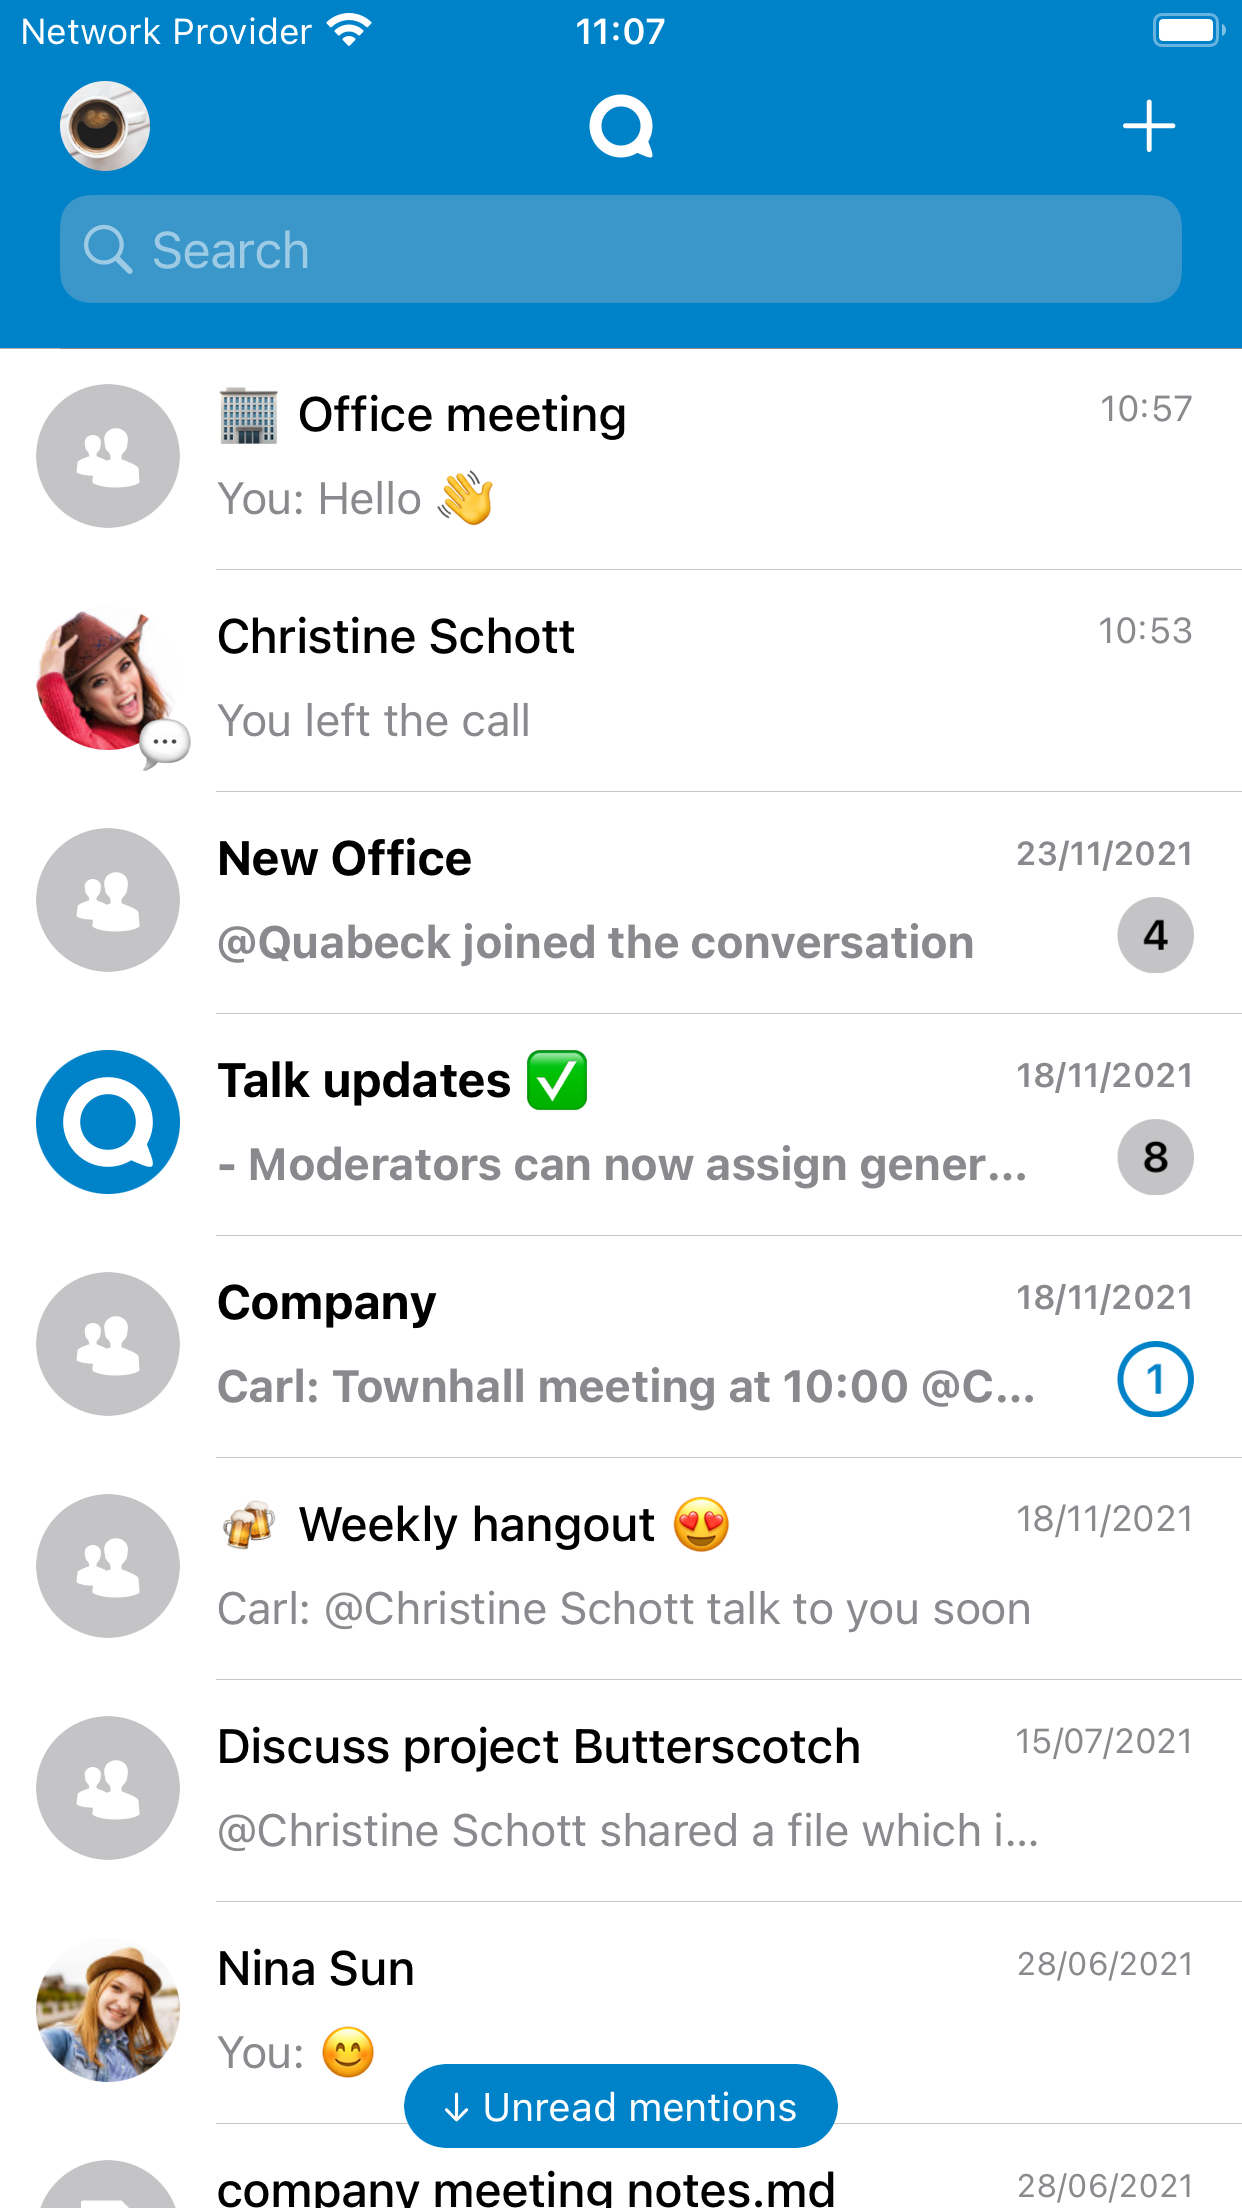 Network Provider 11:07
Search
🏢 Office meeting 10:57
You: Hello 👋
Christine Schott 10:53
You left the call
New Office 23/11/2021
@Quabeck joined the conversation 4
Talk updates ✅ 18/11/2021
- Moderators can now assign gener... 8
Company 18/11/2021
Carl: Townhall meeting at 10:00 @C... 1
🍻 Weekly hangout 😍 18/11/2021
Carl: @Christine Schott talk to you soon
Discuss project Butterscotch 15/07/2021
@Christine Schott shared a file which i...
Nina Sun 28/06/2021
You: 😊
↓ Unread mentions
company meeting notes.md 28/06/2021